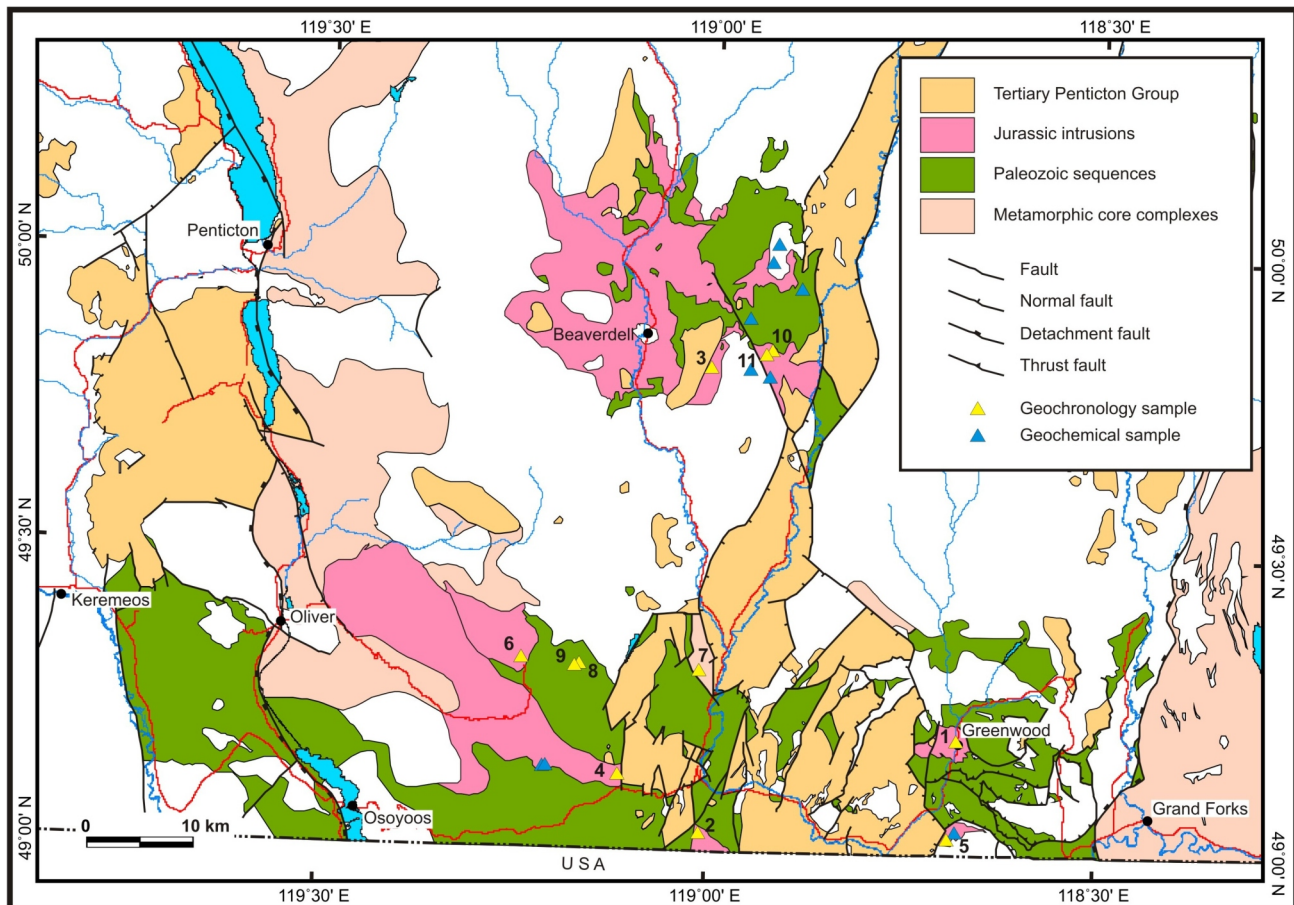 119°30' E
119°00' E
118°30' E
Tertiary Penticton Group
Jurassic intrusions
Paleozoic sequences
Metamorphic core complexes
Fault
Normal fault
Detachment fault
Thrust fault
Geochronology sample
Geochemical sample
50°00' N
50°00' N
Penticton
Beaverdell
3
11
10
49°30' N
49°30' N
Keremeos
Oliver
6
9
8
7
1
Greenwood
4
2
5
Osoyoos
Grand Forks
0 10 km
49°00' N
49°00' N
U S A
119°30' E
119°00' E
118°30' E